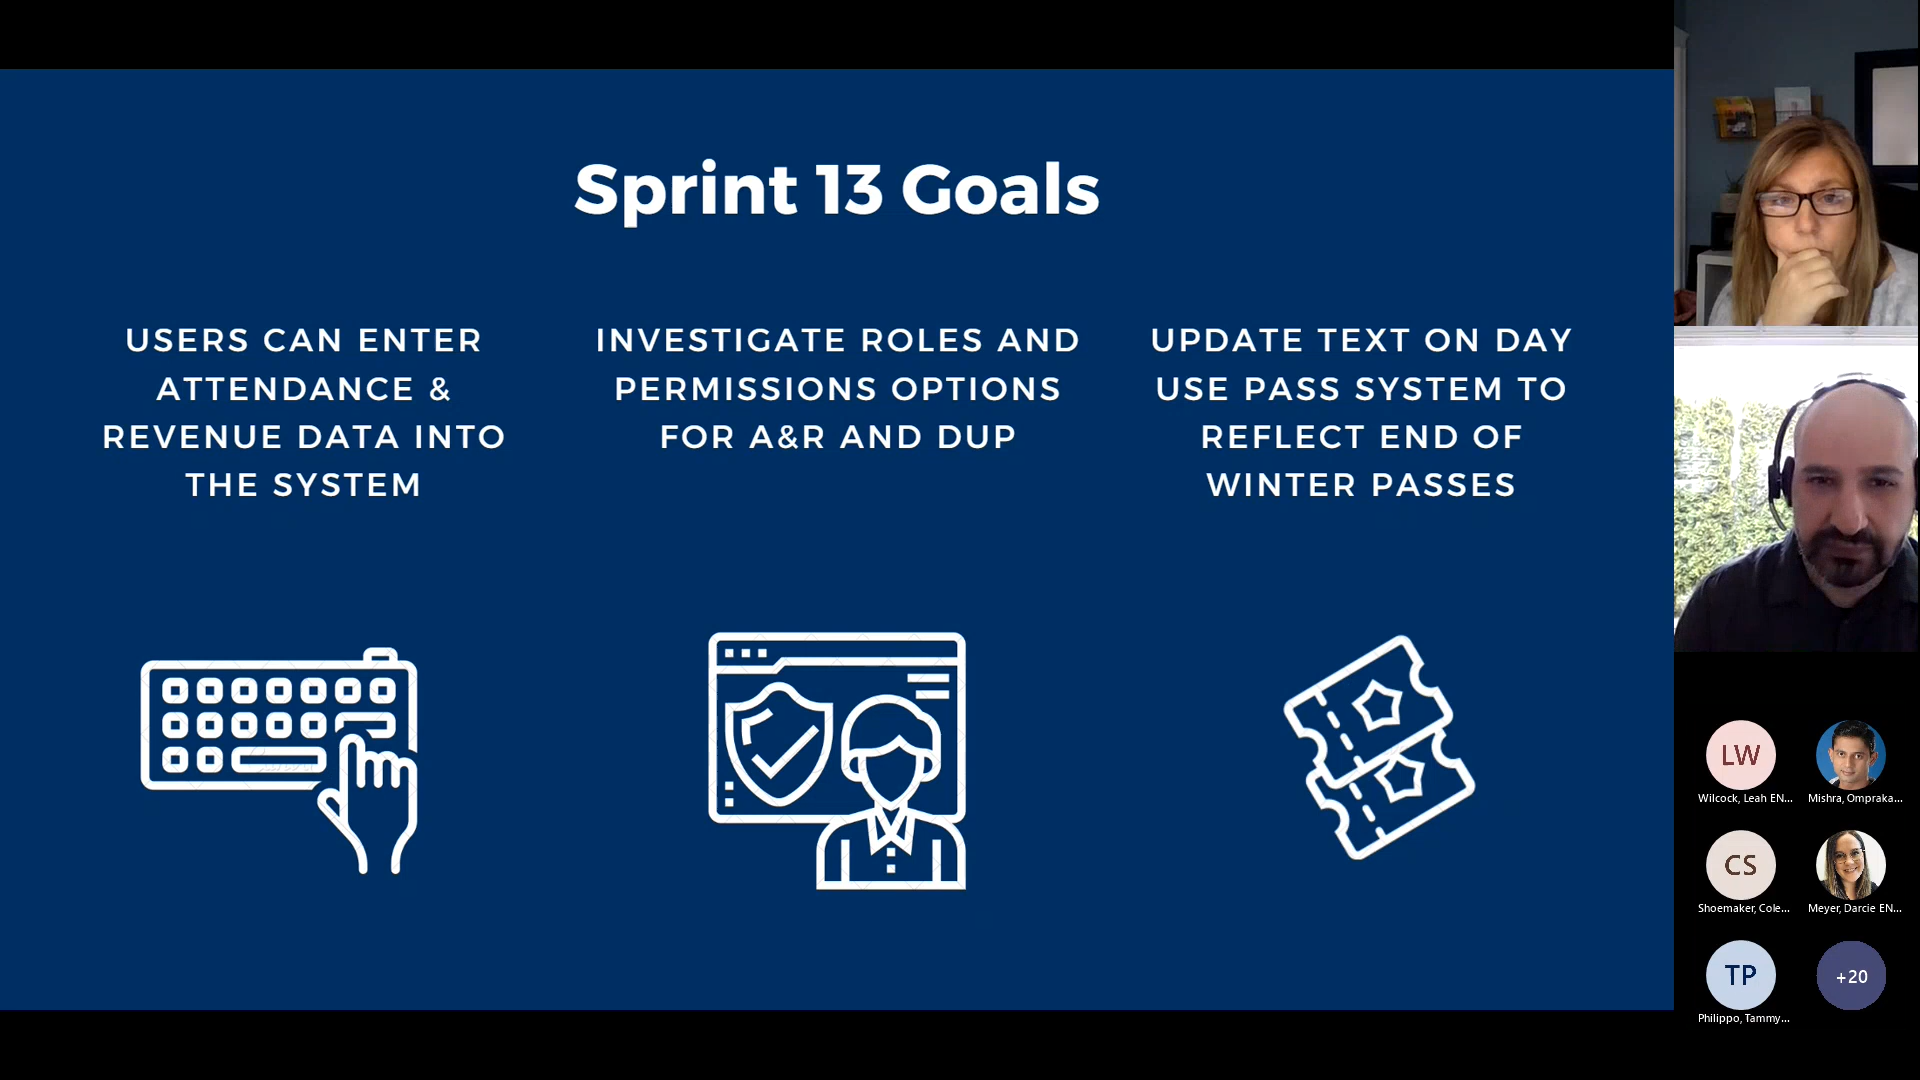 Sprint 13 Goals
USERS CAN ENTER
ATTENDANCE &
REVENUE DATA INTO
THE SYSTEM
INVESTIGATE ROLES AND
PERMISSIONS OPTIONS
FOR A&R AND DUP
UPDATE TEXT ON DAY
USE PASS SYSTEM TO
REFLECT END OF
WINTER PASSES
LW
Wilcock, Leah EN...
Mishra, Ompraka...
CS
Shoemaker, Cole...
Meyer, Darcie EN...
TP
Philippo, Tammy...
+20